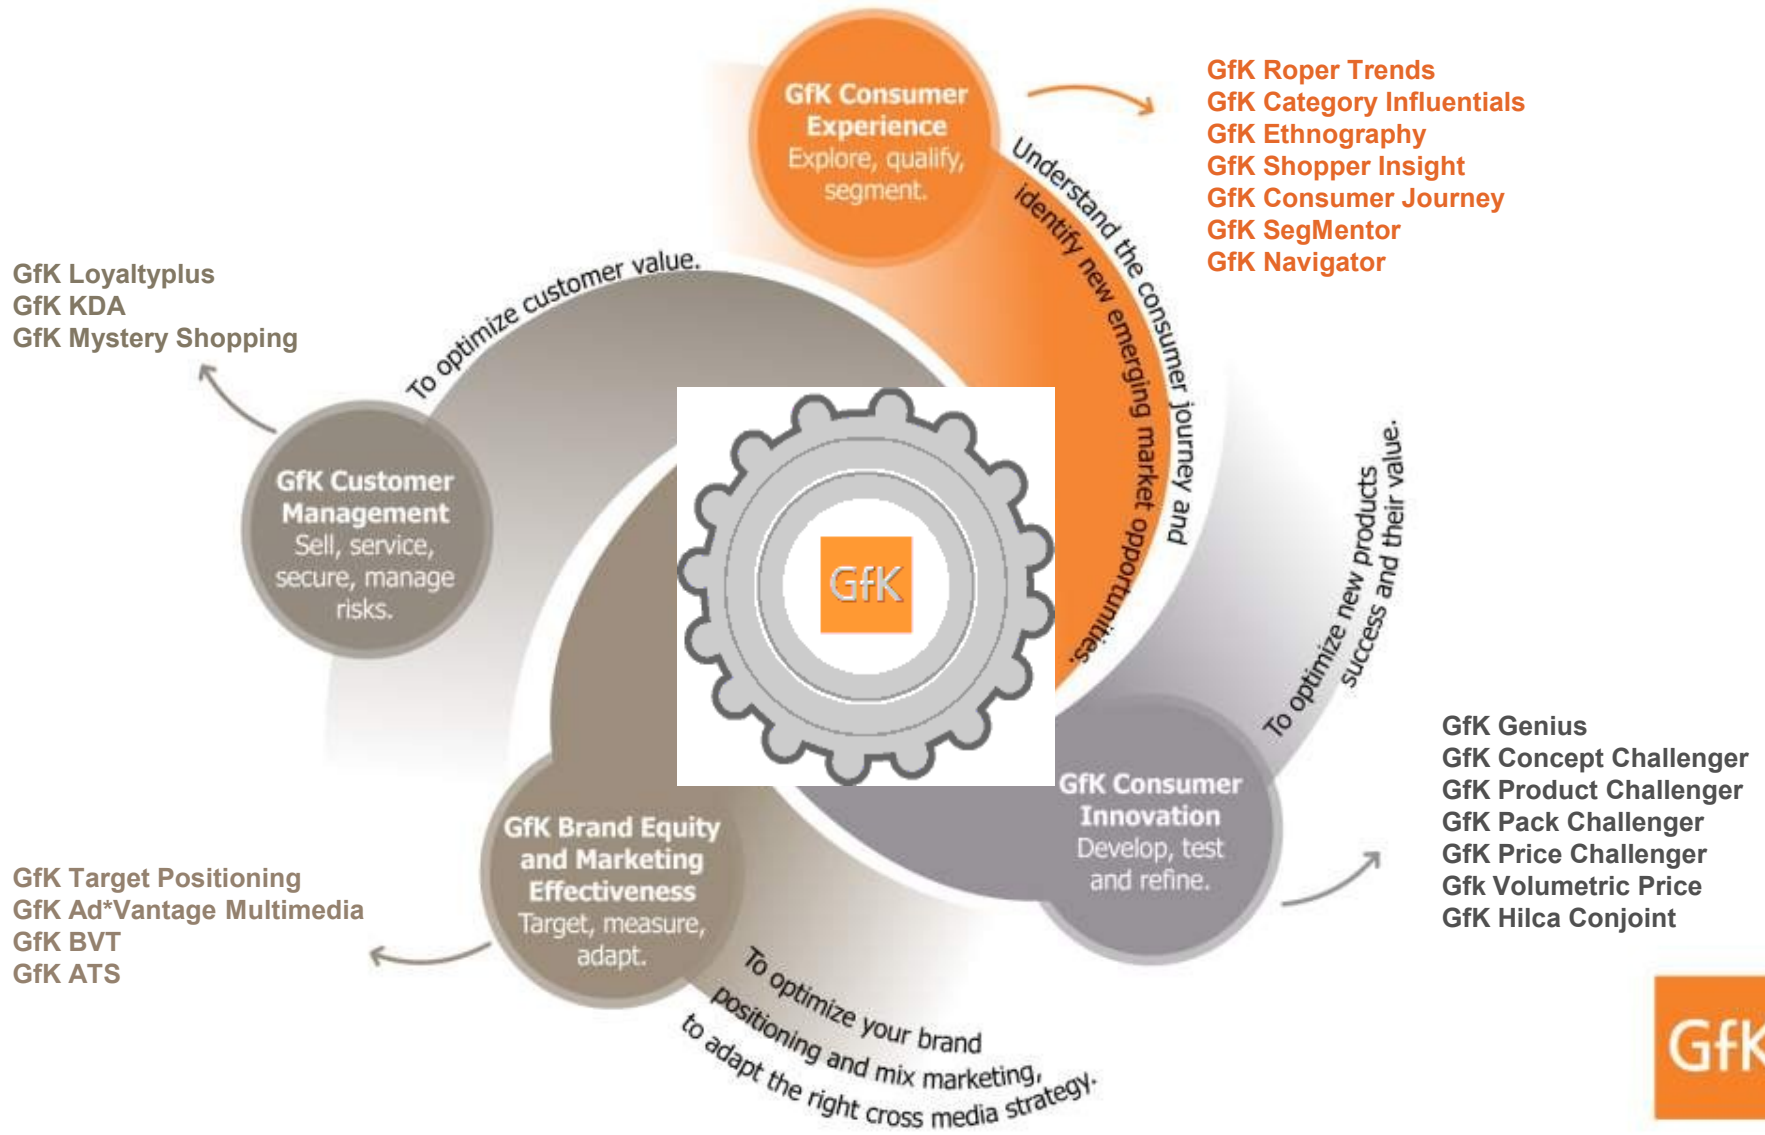 GfK Consumer
Experience
Explore, qualify,
segment.
GfK Roper Trends
GfK Category Influentials
GfK Ethnography
GfK Shopper Insight
GfK Consumer Journey
GfK SegMentor
GfK Navigator
Understand the consumer journey and
identify new emerging market opportunities.
GfK Loyaltyplus
GfK KDA
GfK Mystery Shopping
To optimize customer value.
GfK Customer
Management
Sell, service,
secure, manage
risks.
GfK
To optimize new products
success and their value.
GfK Consumer
Innovation
Develop, test
and refine.
GfK Genius
GfK Concept Challenger
GfK Product Challenger
GfK Pack Challenger
GfK Price Challenger
Gfk Volumetric Price
GfK Hilca Conjoint
GfK Brand Equity
and Marketing
Effectiveness
Target, measure,
adapt.
GfK Target Positioning
GfK Ad*Vantage Multimedia
GfK BVT
GfK ATS
To optimize your brand
positioning and mix marketing,
to adapt the right cross media strategy.
GfK